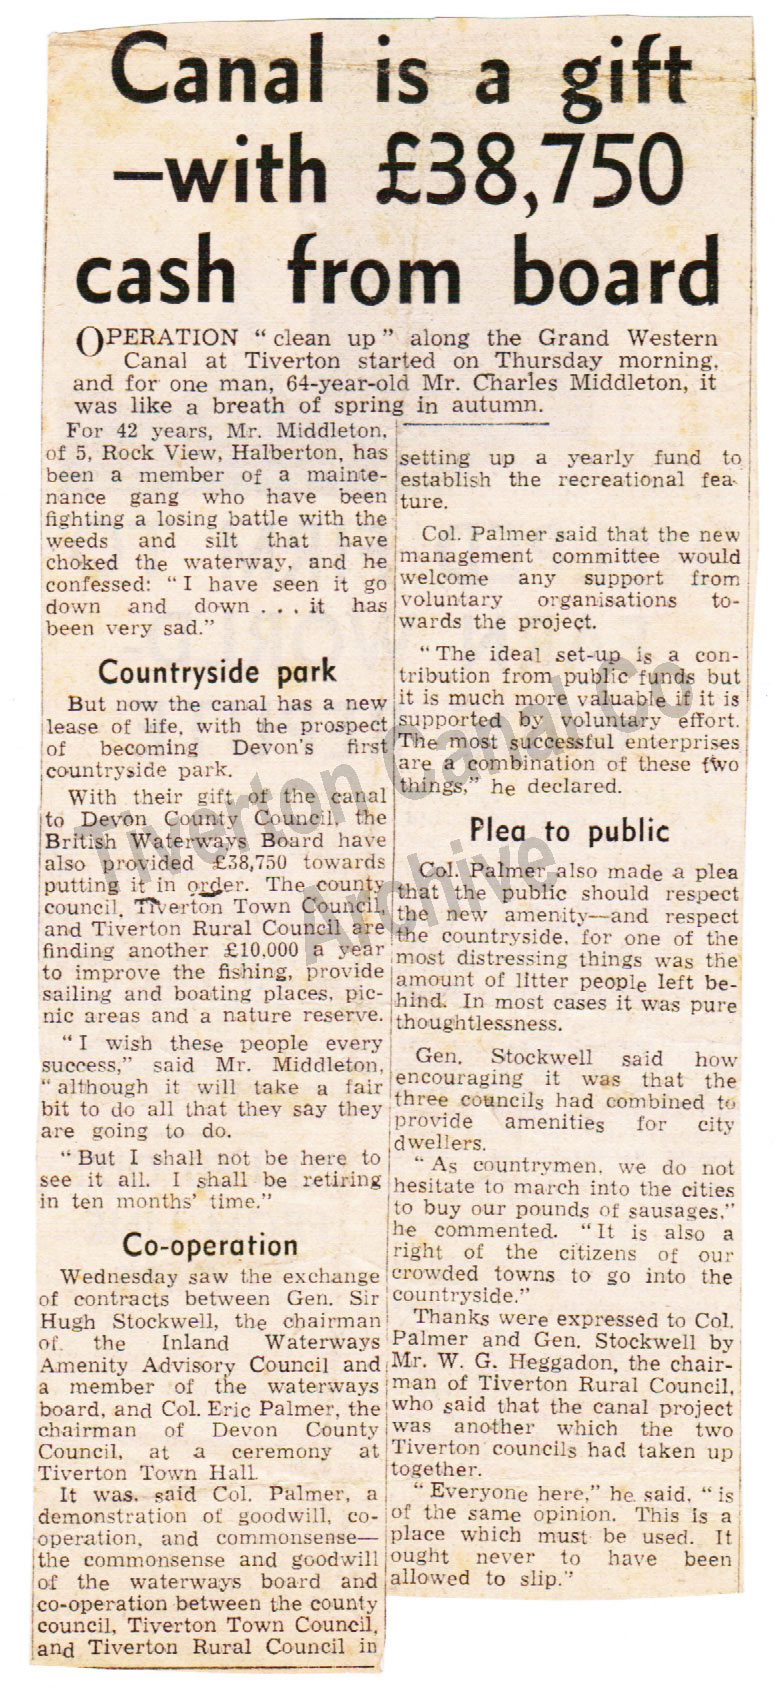 Canal is a gift
—with £38,750
cash from board
OPERATION "clean up" along the Grand Western
Canal at Tiverton started on Thursday morning,
and for one man, 64-year-old Mr. Charles Middleton, it
was like a breath of spring in autumn.
For 42 years, Mr. Middleton,
of 5, Rock View, Halberton, has
been a member of a mainte-
nance gang who have been
fighting a losing battle with the
weeds and silt that have
choked the waterway, and he
confessed: "I have seen it go
down and down . . . it has
been very sad."
Countryside park
But now the canal has a new
lease of life, with the prospect
of becoming Devon's first
countryside park.
With their gift of the canal
to Devon County Council, the
British Waterways Board have
also provided £38,750 towards
putting it in order. The county
council, Tiverton Town Council
and Tiverton Rural Council are
finding another £10,000 a year
to improve the fishing, provide
sailing and boating places, pic-
nic areas and a nature reserve.
"I wish these people every
success," said Mr. Middleton,
"although it will take a fair
bit to do all that they say they
are going to do.
"But I shall not be here to
see it all. I shall be retiring
in ten months' time."
Co-operation
Wednesday saw the exchange
of contracts between Gen. Sir
Hugh Stockwell, the chairman
of the Inland Waterways
Amenity Advisory Council and
a member of the waterways
board, and Col. Eric Palmer, the
chairman of Devon County
Council, at a ceremony at
Tiverton Town Hall.
It was, said Col. Palmer, a
demonstration of goodwill, co-
operation, and commonsense—
the commonsense and goodwill
of the waterways board and
co-operation between the county
council, Tiverton Town Council,
and Tiverton Rural Council in
setting up a yearly fund to
establish the recreational fea-
ture.
Col. Palmer said that the new
management committee would
welcome any support from
voluntary organisations to-
wards the project.
"The ideal set-up is a con-
tribution from public funds but
it is much more valuable if it is
supported by voluntary effort.
The most successful enterprises
are a combination of these two
things," he declared.
Plea to public
Col. Palmer also made a plea
that the public should respect
the new amenity—and respect
the countryside, for one of the
most distressing things was the
amount of litter people left be-
hind. In most cases it was pure
thoughtlessness.
Gen. Stockwell said how
encouraging it was that the
three councils had combined to
provide amenities for city
dwellers.
"As countrymen, we do not
hesitate to march into the cities
to buy our pounds of sausages,"
he commented. "It is also a
right of the citizens of our
crowded towns to go into the
countryside."
Thanks were expressed to Col.
Palmer and Gen. Stockwell by
Mr. W. G. Heggadon, the chair-
man of Tiverton Rural Council,
who said that the canal project
was another which the two
Tiverton councils had taken up
together.
"Everyone here," he said, "is
of the same opinion. This is a
place which must be used. It
ought never to have been
allowed to slip."
Tiverton Canal Co
Archive